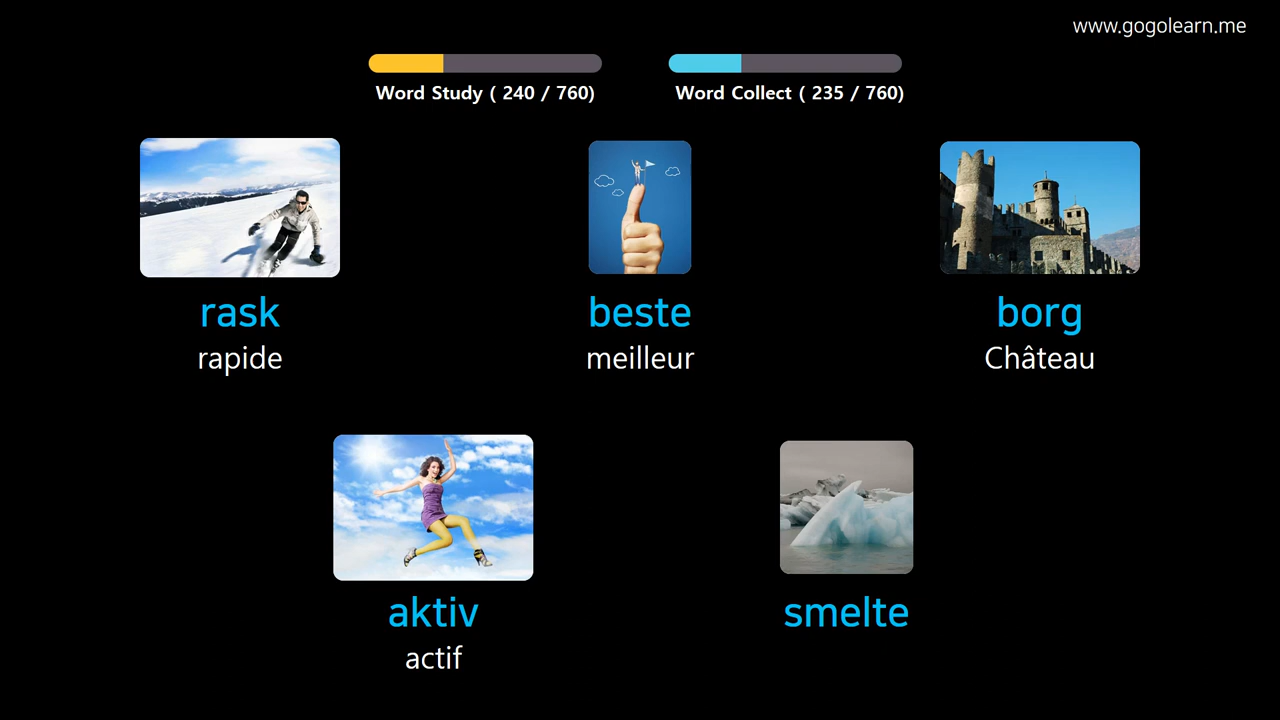 www.gogolearn.me
Word Study ( 240 / 760)
Word Collect ( 235 / 760)
rask
rapide
beste
meilleur
borg
Château
aktiv
actif
smelte